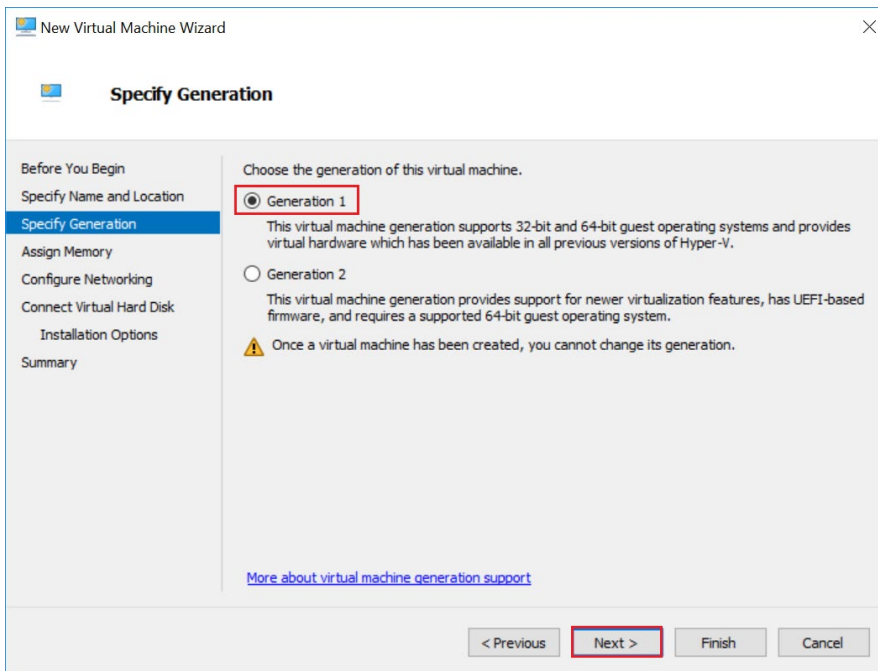 New Virtual Machine Wizard
Specify Generation
Before You Begin
Specify Name and Location
Specify Generation
Assign Memory
Configure Networking
Connect Virtual Hard Disk
Installation Options
Summary
Choose the generation of this virtual machine.
Generation 1
This virtual machine generation supports 32-bit and 64-bit guest operating systems and provides
virtual hardware which has been available in all previous versions of Hyper-V.
Generation 2
This virtual machine generation provides support for newer virtualization features, has UEFI-based
firmware, and requires a supported 64-bit guest operating system.
Once a virtual machine has been created, you cannot change its generation.
More about virtual machine generation support
< Previous
Next >
Finish
Cancel